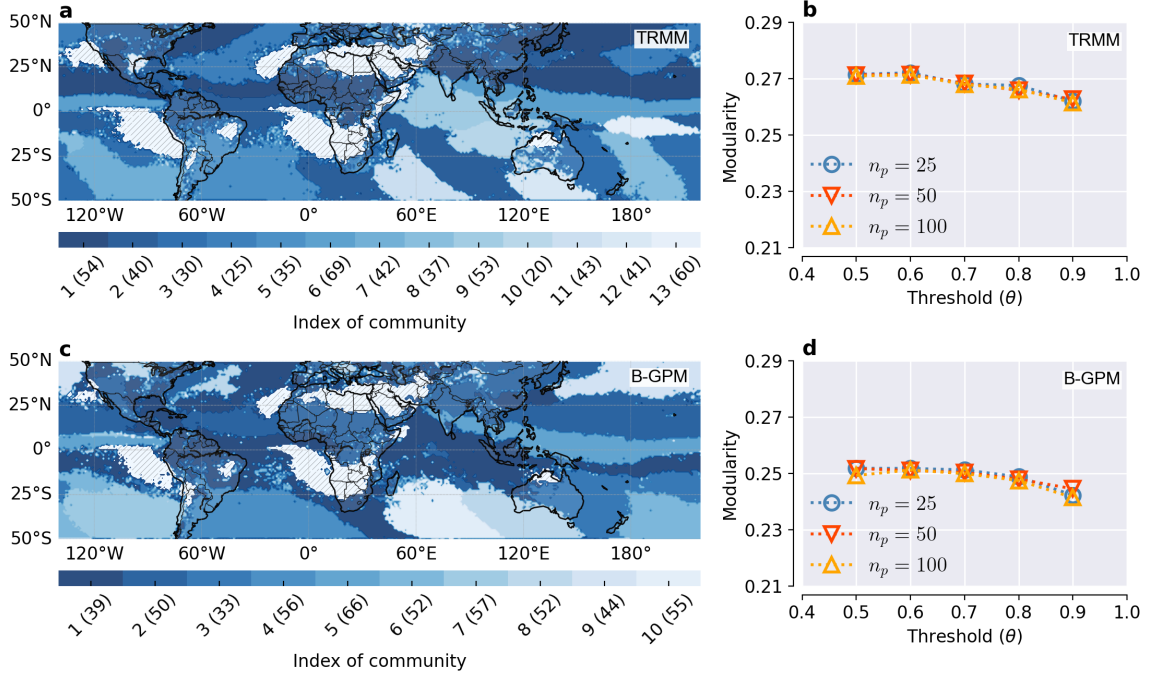 a
50°N
25°N
0°
25°S
50°S
TRMM
120°W 60°W 0° 60°E 120°E 180°
1 (54) 2 (40) 3 (30) 4 (25) 5 (35) 6 (69) 7 (42) 8 (37) 9 (53) 10 (20) 11 (43) 12 (41) 13 (60)
Index of community
b
0.29
0.27
0.25
0.23
0.21
Modularity
TRMM
n_p = 25
n_p = 50
n_p = 100
0.4 0.5 0.6 0.7 0.8 0.9 1.0
Threshold (θ)
c
50°N
25°N
0°
25°S
50°S
B-GPM
120°W 60°W 0° 60°E 120°E 180°
1 (39) 2 (50) 3 (33) 4 (56) 5 (66) 6 (52) 7 (57) 8 (52) 9 (44) 10 (55)
Index of community
d
0.29
0.27
0.25
0.23
0.21
Modularity
B-GPM
n_p = 25
n_p = 50
n_p = 100
0.4 0.5 0.6 0.7 0.8 0.9 1.0
Threshold (θ)